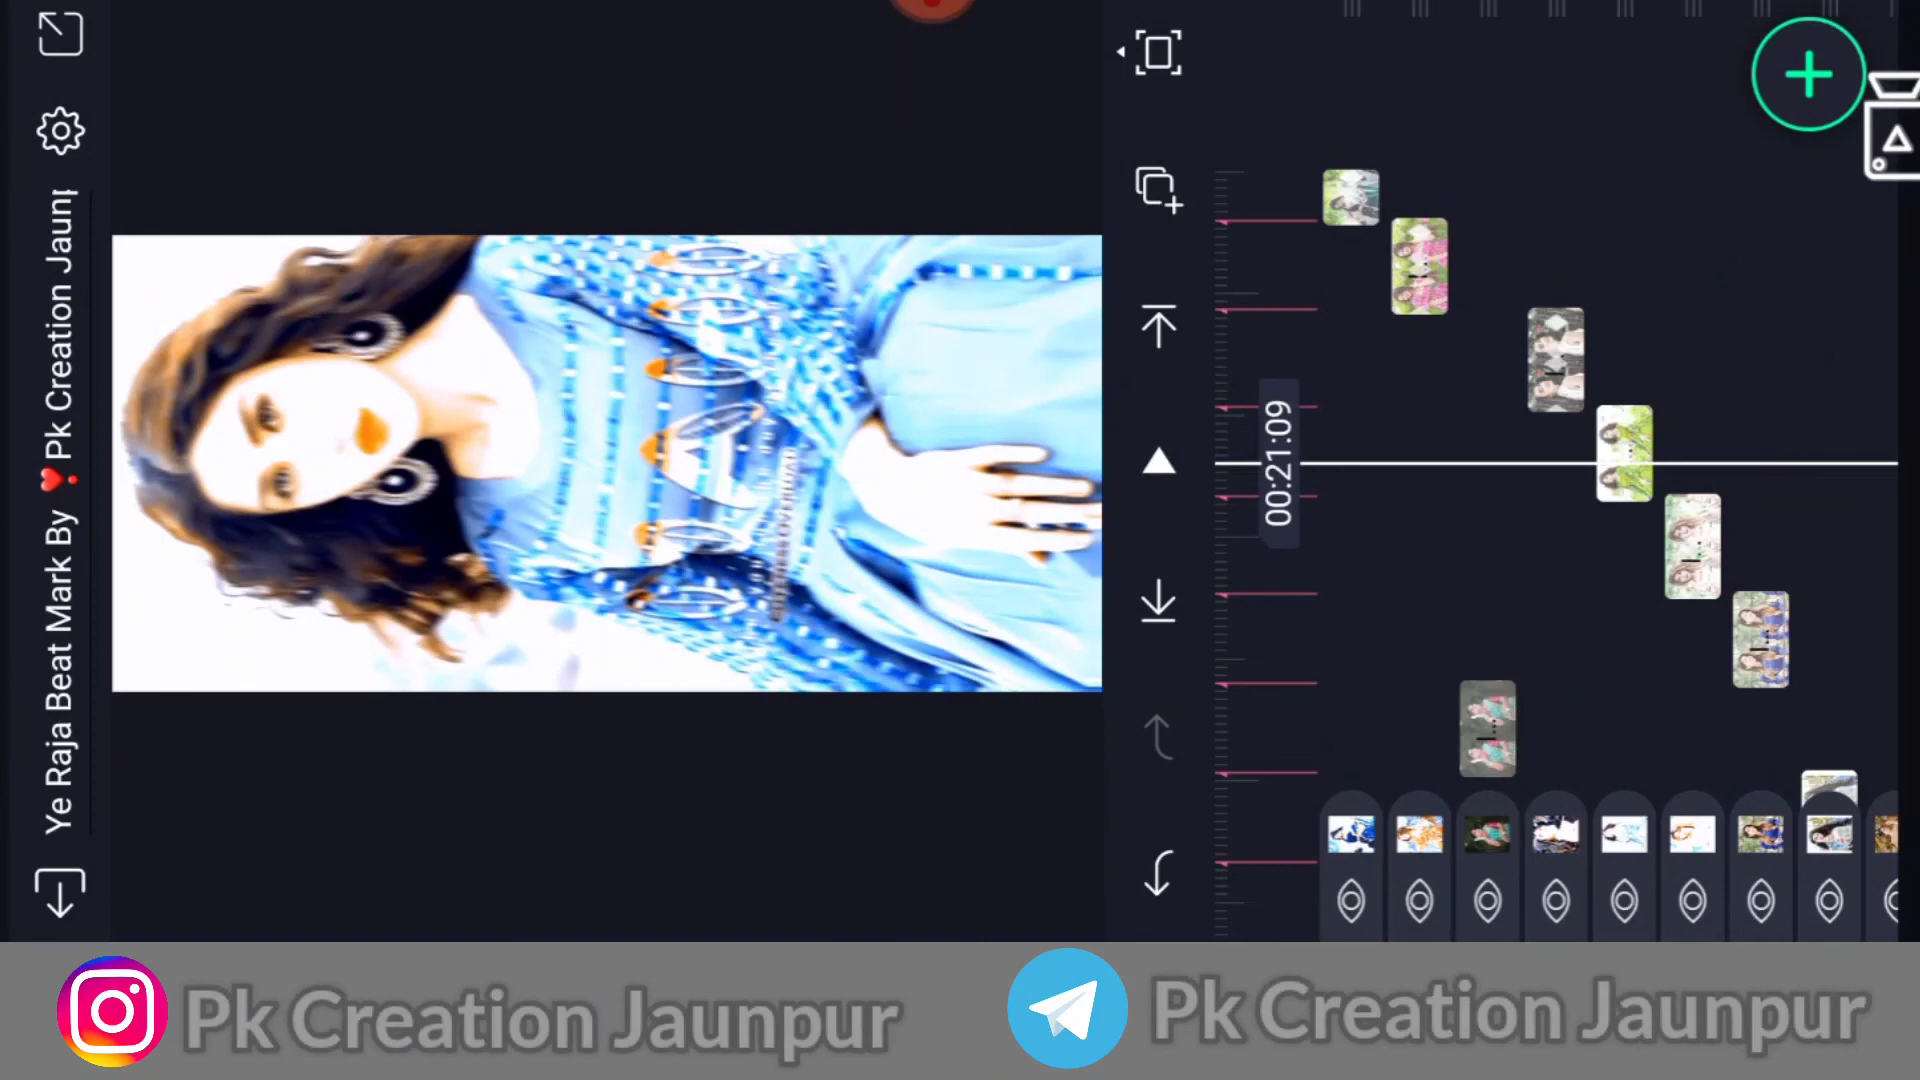 Ye Raja Beat Mark By ❣️ Pk Creation Jaunp
00:21:09
Pk Creation Jaunpur
Pk Creation Jaunpur